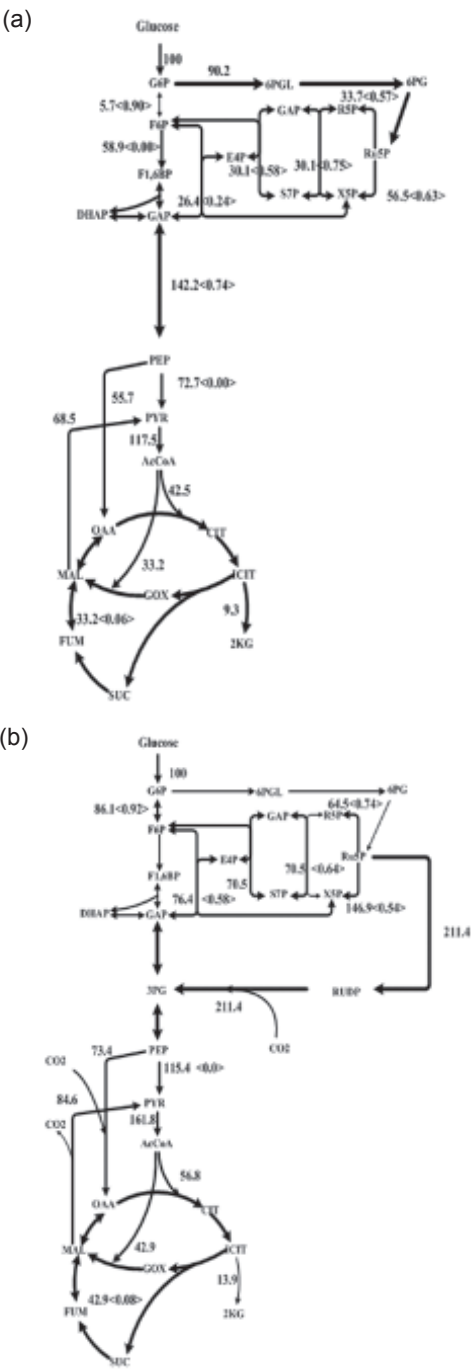 (a)
Glucose
100
G6P
90.2
6PGL
6PG
5.7<0.90>
33.7<0.57>
GAP
R5P
F6P
58.9<0.00>
E4P
30.1<0.58>
30.1<0.75>
Ru5P
F1,6BP
26.4<0.24>
S7P
X5P
56.5<0.63>
DHAP
GAP
142.2<0.74>
PEP
55.7
72.7<0.00>
68.5
PYR
117.5
AcCoA
42.5
OAA
CIT
33.2
MAL
GOX
ICIT
33.2<0.06>
9.3
FUM
2KG
SUC
(b)
Glucose
100
G6P
6PGL
6PG
86.1<0.92>
64.5<0.74>
GAP
R5P
F6P
E4P
70.5
70.5 <0.64>
Ru5P
F1,6BP
76.4 <0.58>
S7P
X5P
146.9<0.54>
DHAP
GAP
211.4
3PG
211.4
RUDP
CO2
PEP
73.4
115.4 <0.0>
CO2
84.6
PYR
CO2
161.8
AcCoA
56.8
OAA
CIT
42.9
MAL
GOX
ICIT
42.9<0.08>
13.9
FUM
2KG
SUC